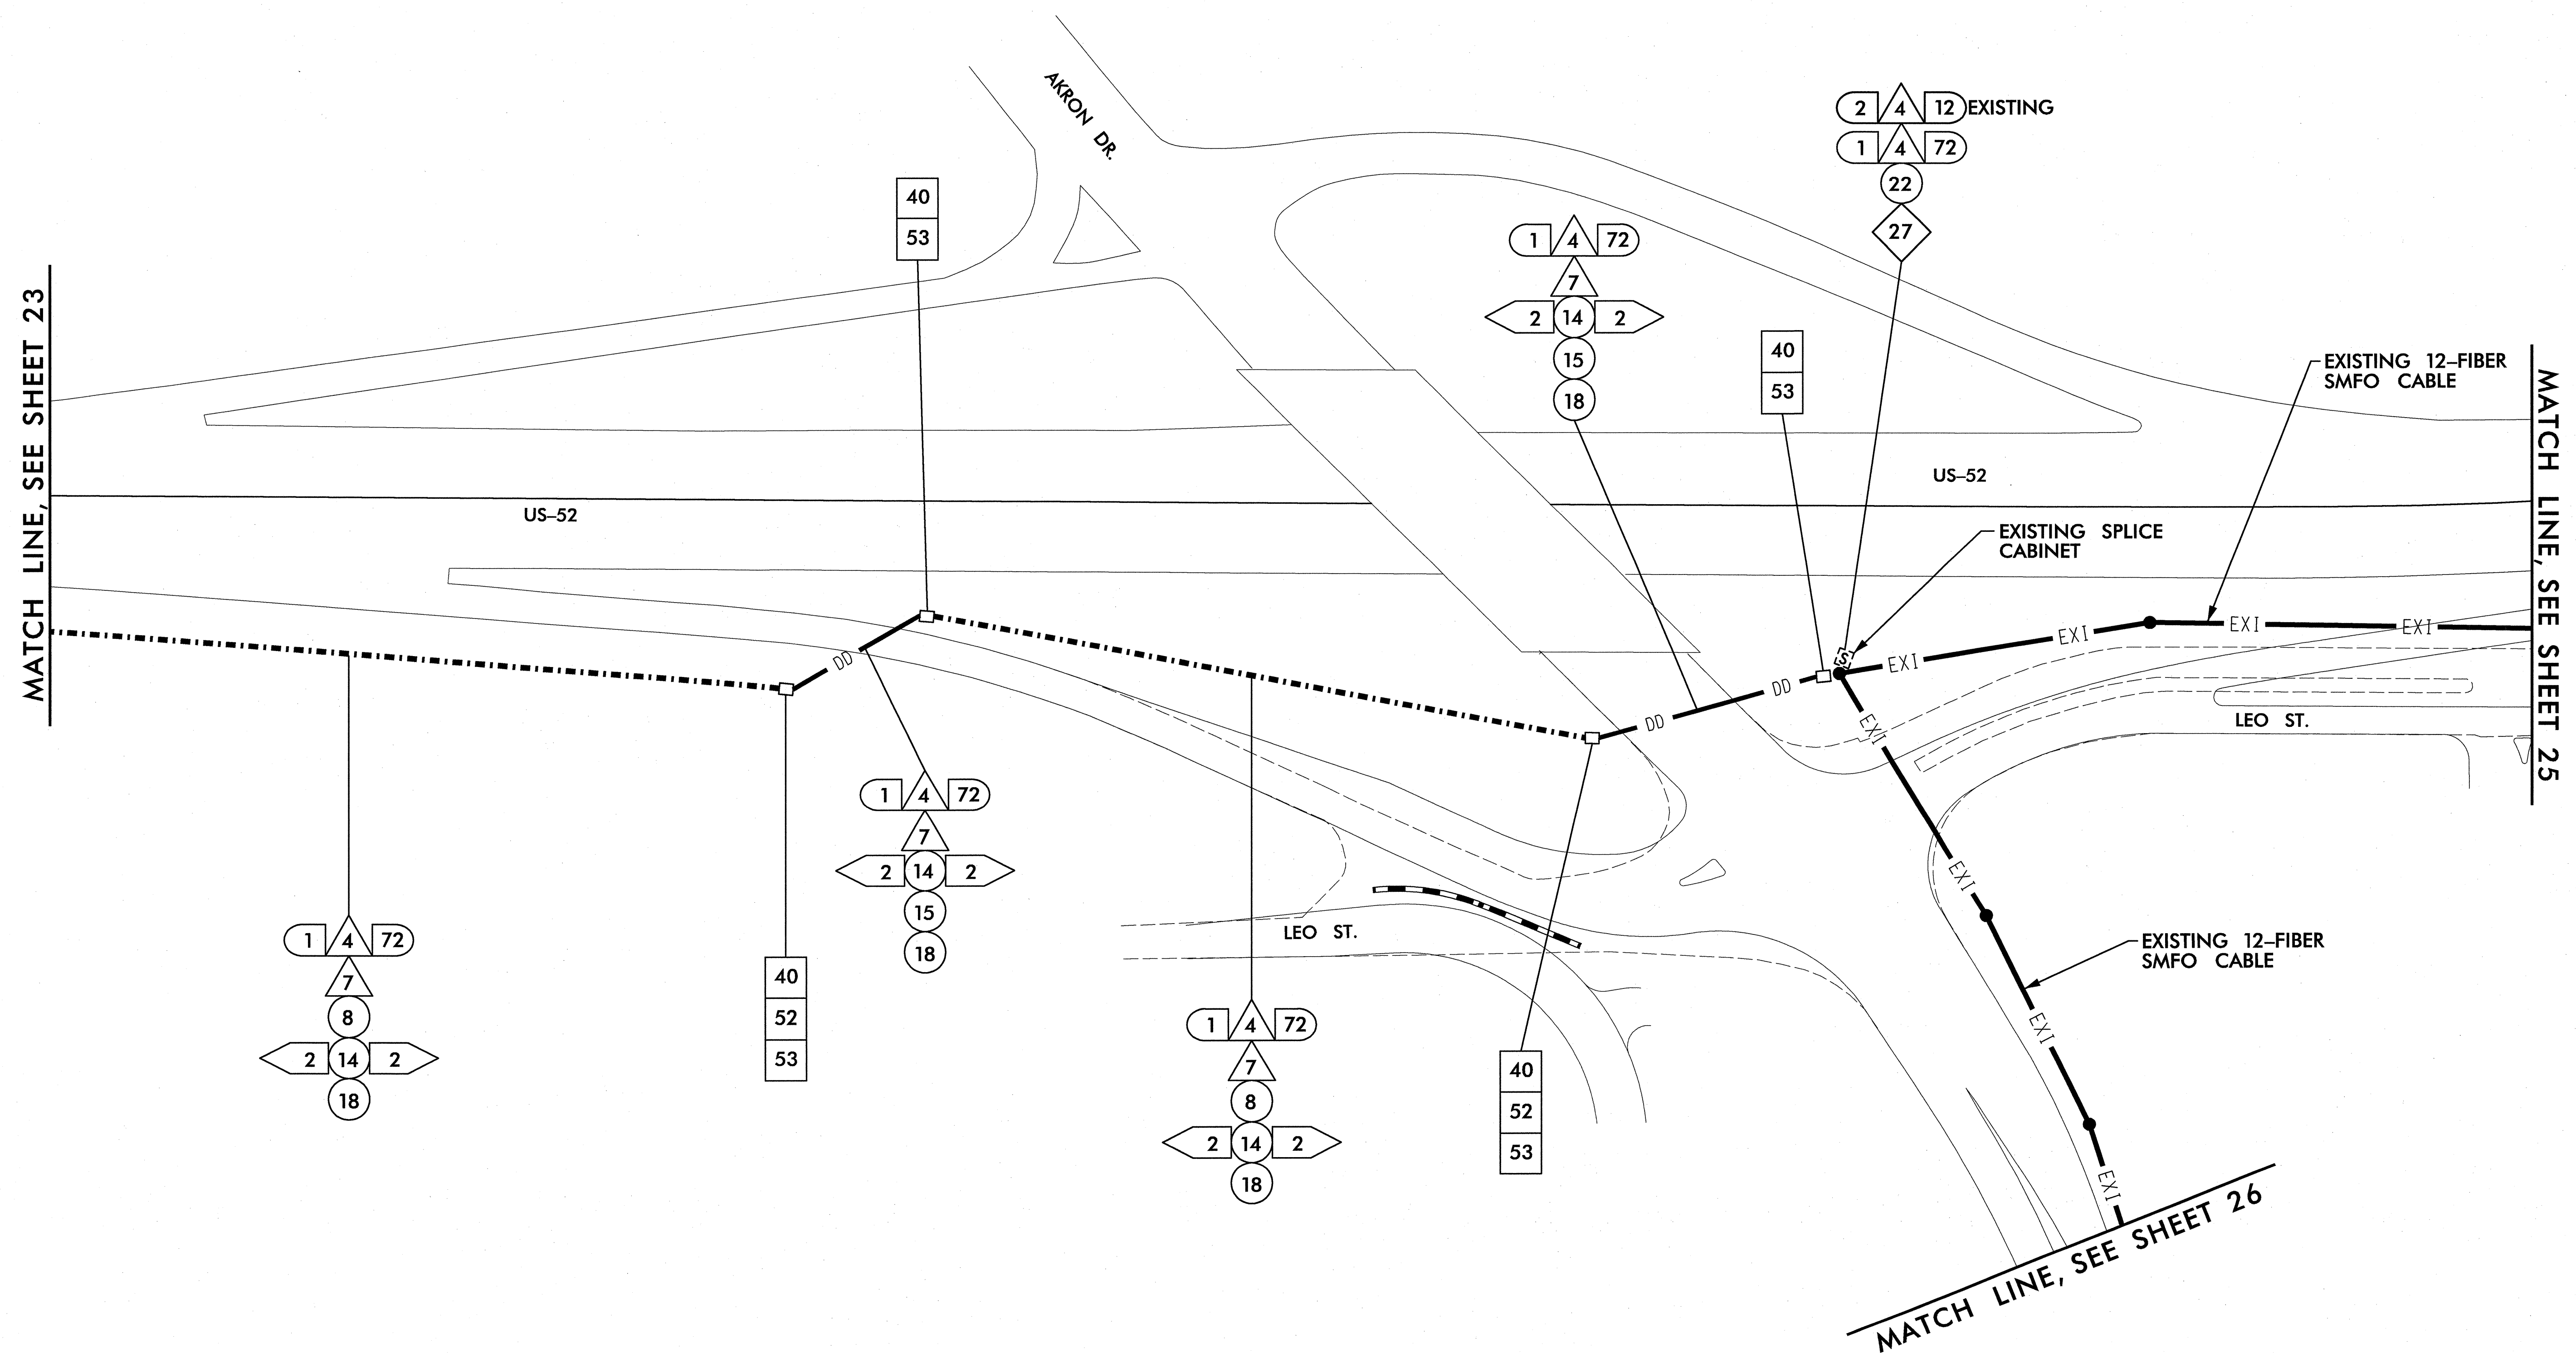 AKRON DR.
2 4 12 EXISTING
1 4 72
22
27
40
53
1 4 72
7
2 14 2
15
18
40
53
EXISTING 12–FIBER
SMFO CABLE
MATCH LINE, SEE SHEET 23
MATCH LINE, SEE SHEET 25
US–52
US–52
EXISTING SPLICE
CABINET
S
EXI
EXI
EXI
EXI
DD
DD
DD
EXI
LEO ST.
1 4 72
7
2 14 2
15
18
EXI
LEO ST.
EXISTING 12–FIBER
SMFO CABLE
1 4 72
7
8
2 14 2
18
40
52
53
1 4 72
7
8
2 14 2
18
40
52
53
EXI
EXI
MATCH LINE, SEE SHEET 26